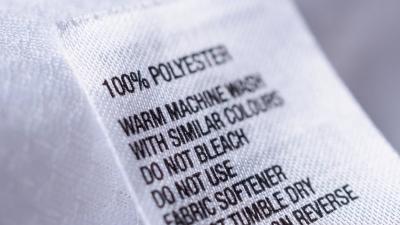 100% POLYESTER
WARM MACHINE WASH
WITH SIMILAR COLOURS
DO NOT BLEACH
DO NOT USE
FABRIC SOFTENER
TUMBLE DRY
ON REVERSE